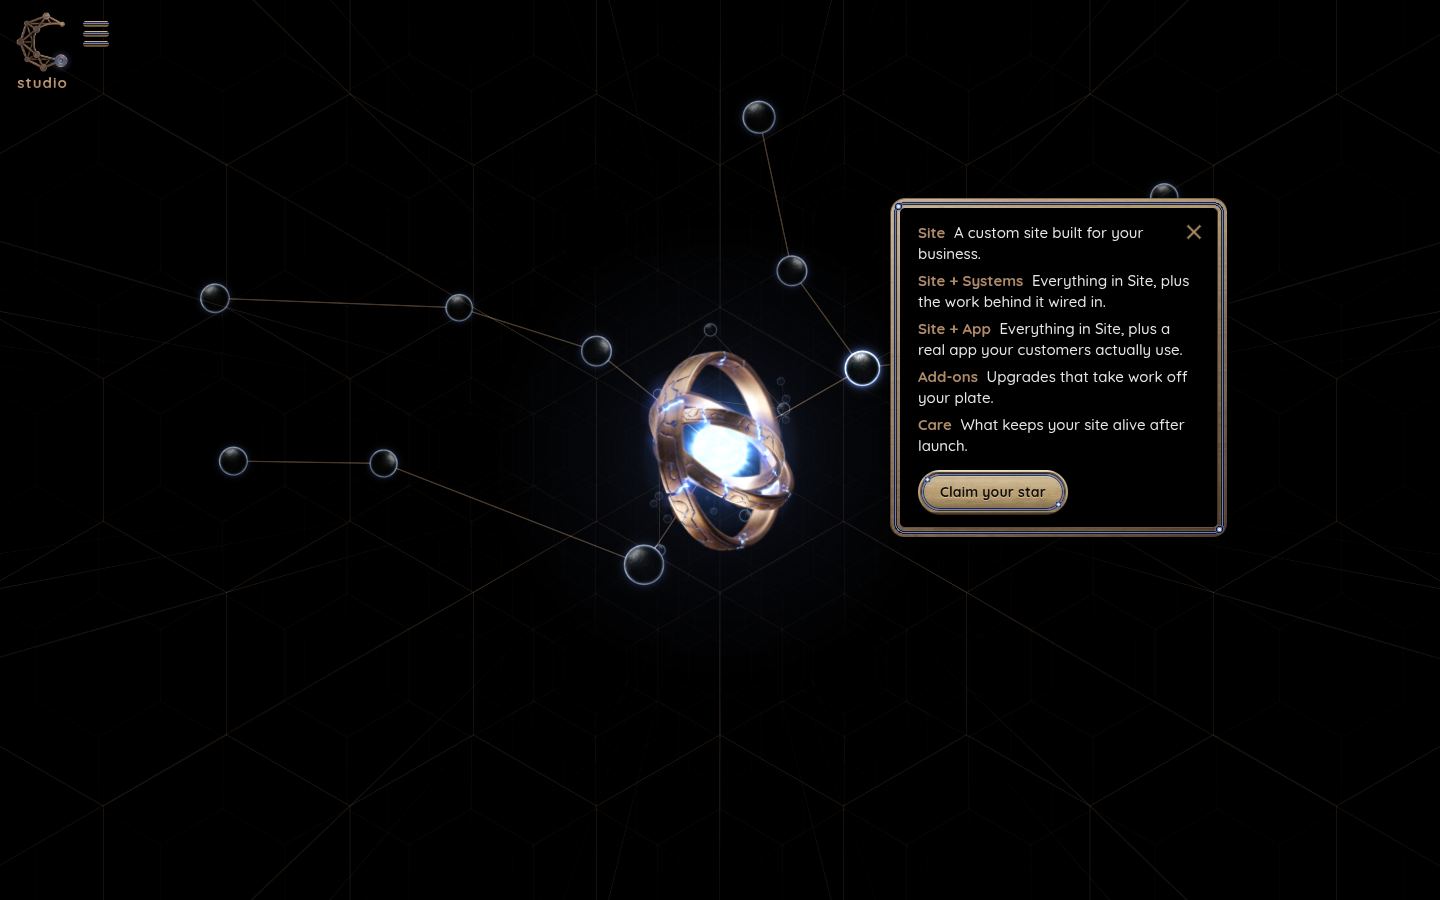 studio
Site A custom site built for your
business.
Site + Systems Everything in Site, plus
the work behind it wired in.
Site + App Everything in Site, plus a
real app your customers actually use.
Add-ons Upgrades that take work off
your plate.
Care What keeps your site alive after
launch.
Claim your star